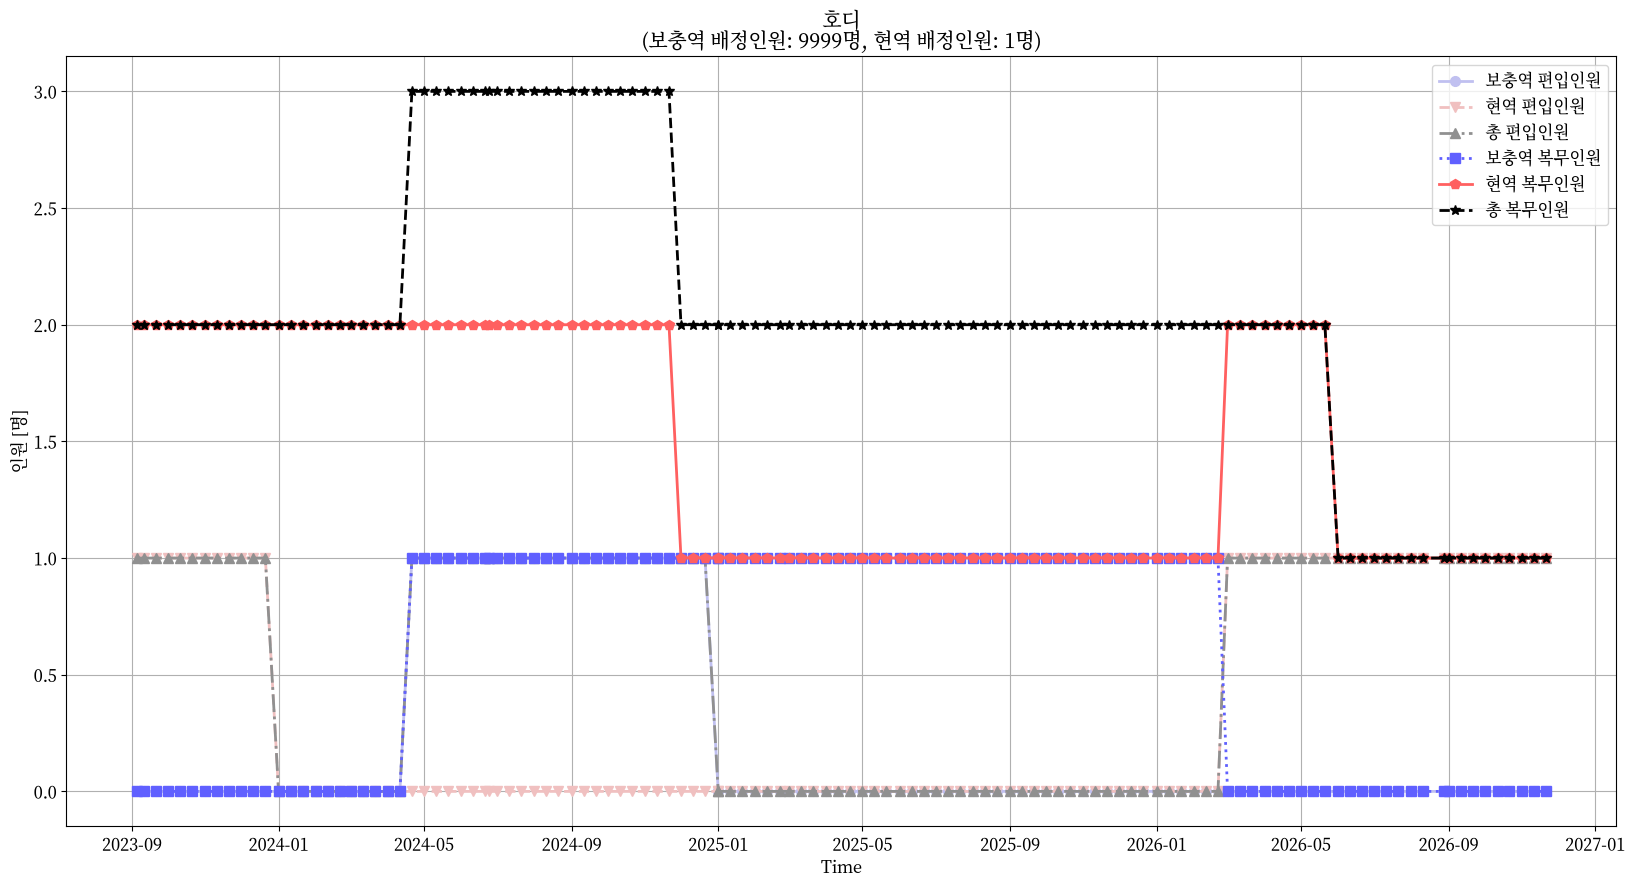 호디
(보충역 배정인원: 9999명, 현역 배정인원: 1명)
보충역 편입인원
현역 편입인원
총 편입인원
보충역 복무인원
현역 복무인원
총 복무인원
인원 [명]
3.0
2.5
2.0
1.5
1.0
0.5
0.0
2023-09
2024-01
2024-05
2024-09
2025-01
2025-05
2025-09
2026-01
2026-05
2026-09
2027-01
Time